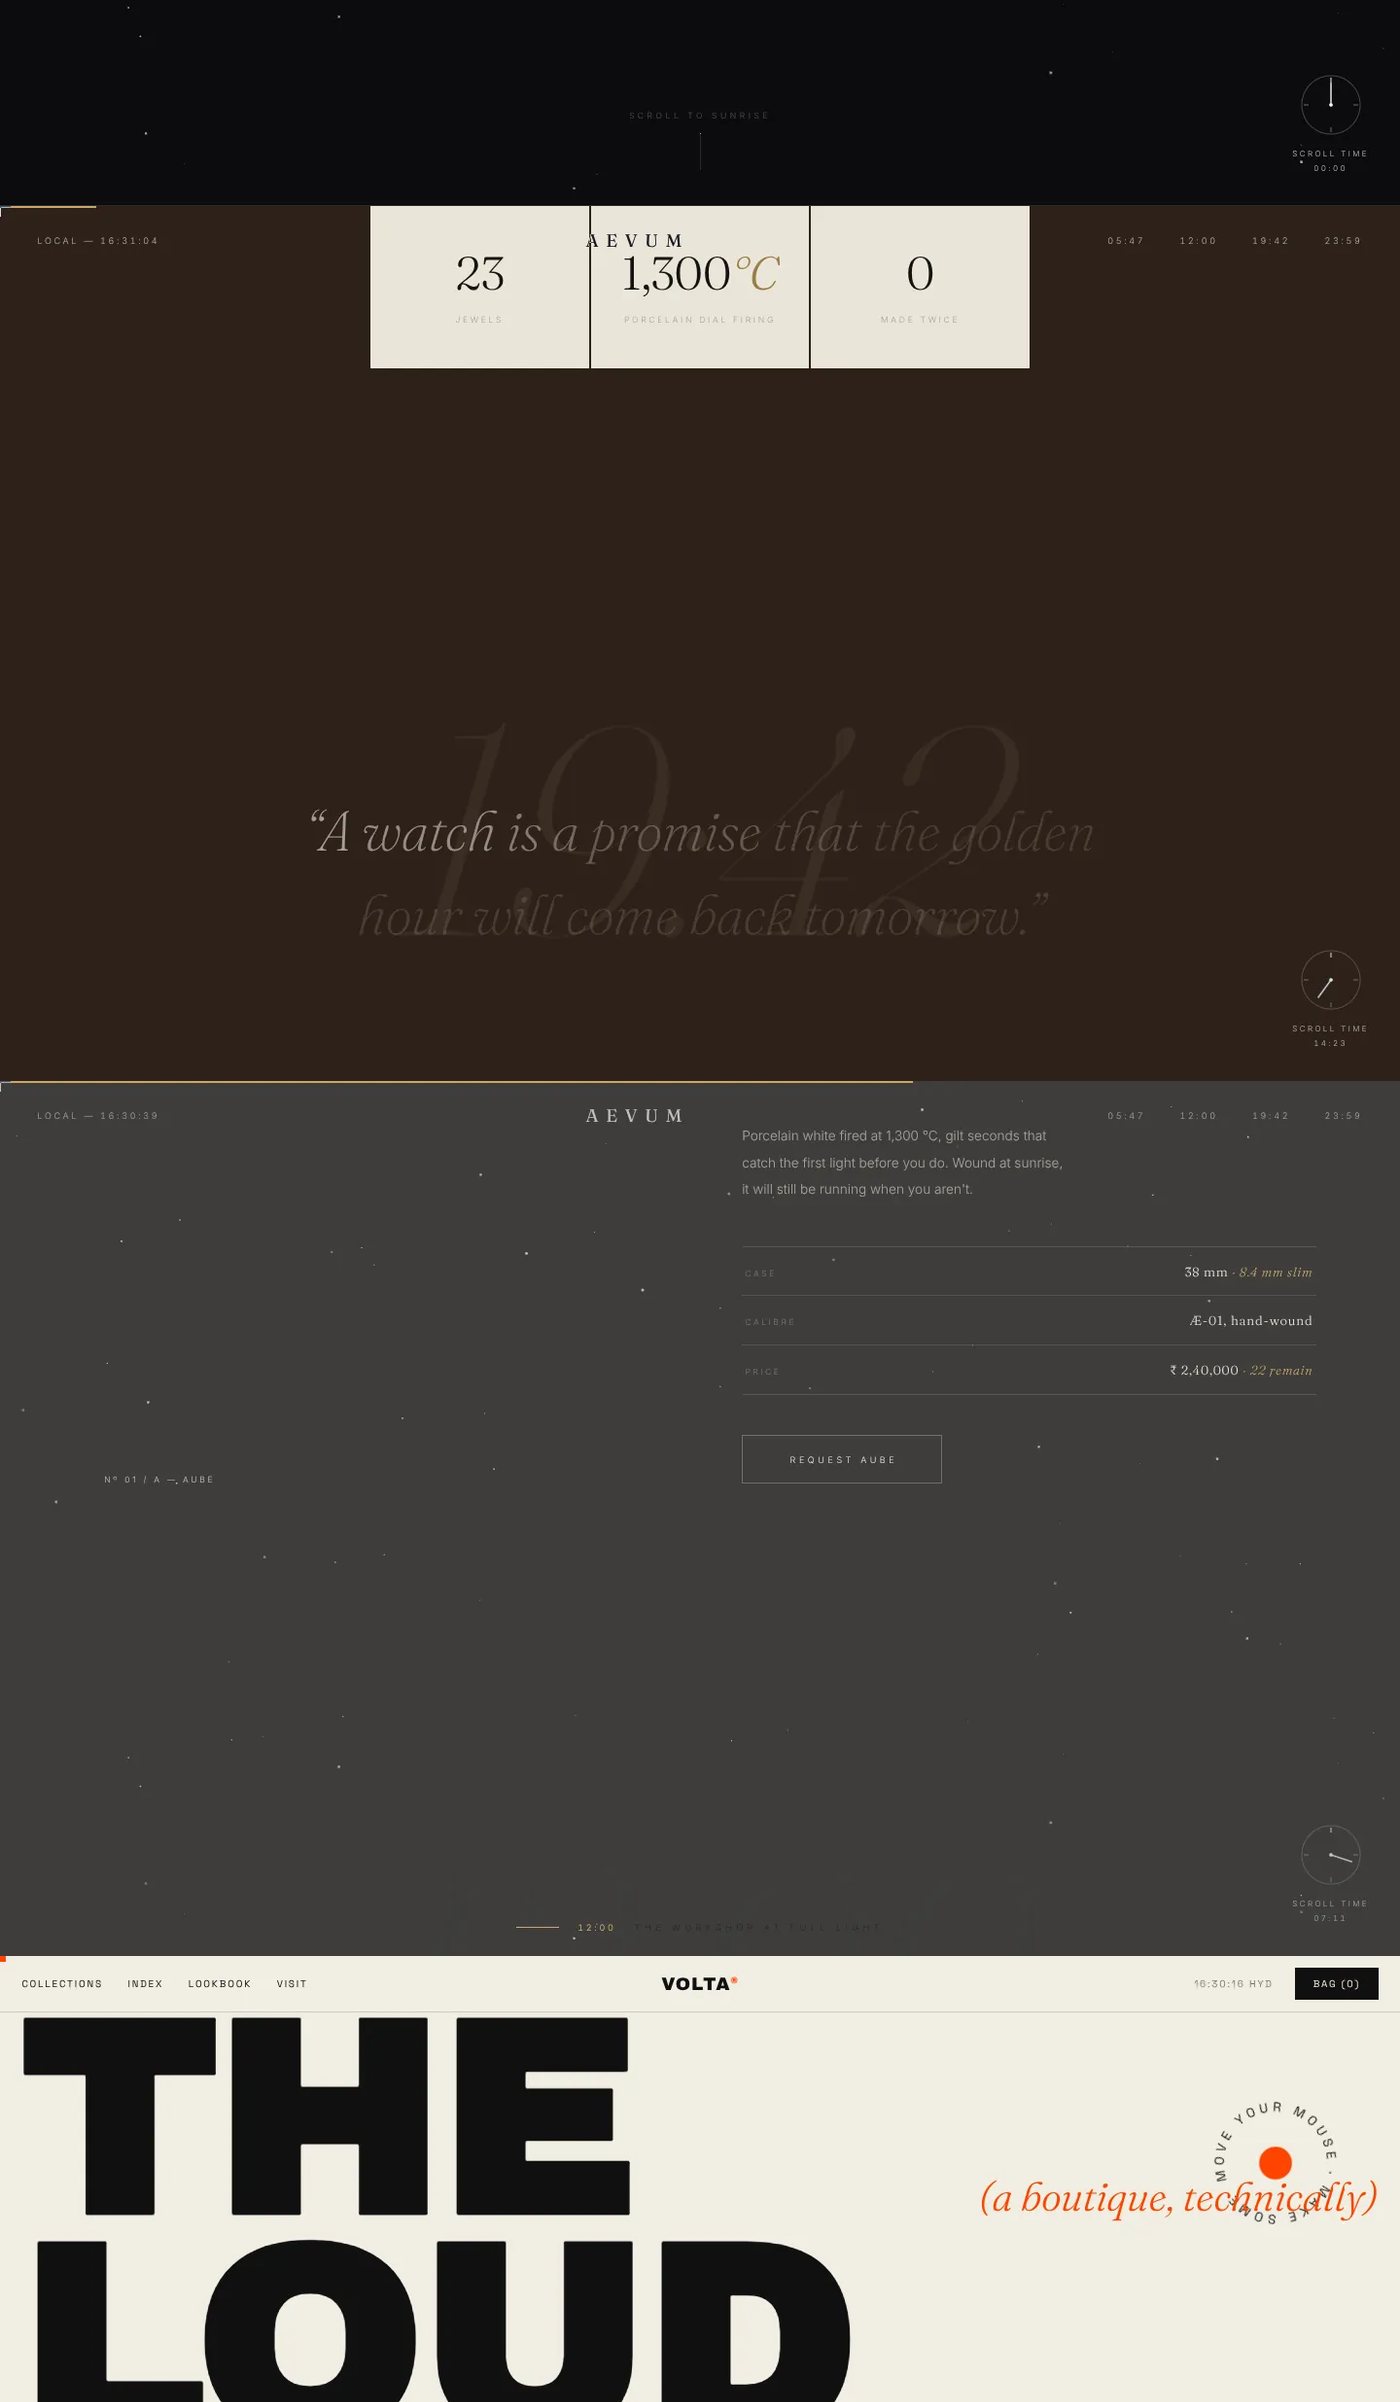 SCROLL TO SUNRISE
SCROLL TIME
00:00
LOCAL — 16:31:04
AEVUM
05:47 12:00 19:42 23:59
23
JEWELS
1,300°C
PORCELAIN DIAL FIRING
0
MADE TWICE
19:42
“A watch is a promise that the golden
hour will come back tomorrow.”
SCROLL TIME
14:23
LOCAL — 16:30:39
AEVUM
05:47 12:00 19:42 23:59
Porcelain white fired at 1,300 °C, gilt seconds that
catch the first light before you do. Wound at sunrise,
it will still be running when you aren't.
CASE 38 mm · 8.4 mm slim
CALIBRE Æ-01, hand-wound
PRICE ₹ 2,40,000 · 22 remain
REQUEST AUBE
Nº 01 / A — AUBE
SCROLL TIME
07:11
12:00 THE WORKSHOP AT FULL LIGHT
COLLECTIONS INDEX LOOKBOOK VISIT
VOLTA
16:30:16 HYD
BAG (0)
THE
LOUD
MOVE YOUR MOUSE · MAKE SOME
(a boutique, technically)